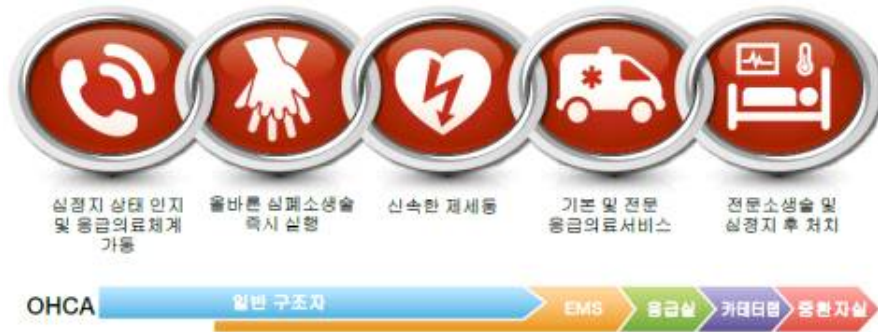 심정지 상태 인지
및 응급의료체계
가동
올바른 심폐소생술
즉시 실행
신속한 제세동
기본 및 전문
응급의료서비스
전문소생술 및
심정지 후 처치
OHCA 일반 구조자 EMS 응급실 카테터랩 중환자실